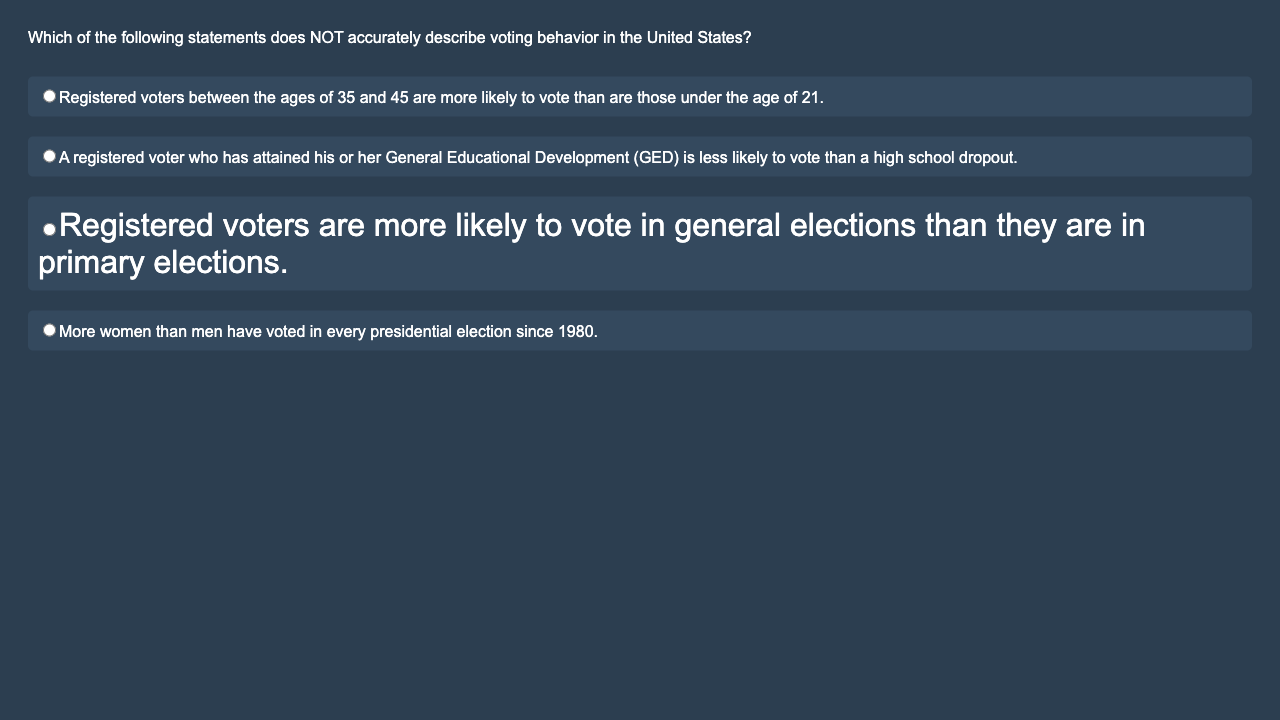 Which of the following statements does NOT accurately describe voting behavior in the United States?
Registered voters between the ages of 35 and 45 are more likely to vote than are those under the age of 21.
A registered voter who has attained his or her General Educational Development (GED) is less likely to vote than a high school dropout.
Registered voters are more likely to vote in general elections than they are in
primary elections.
More women than men have voted in every presidential election since 1980.